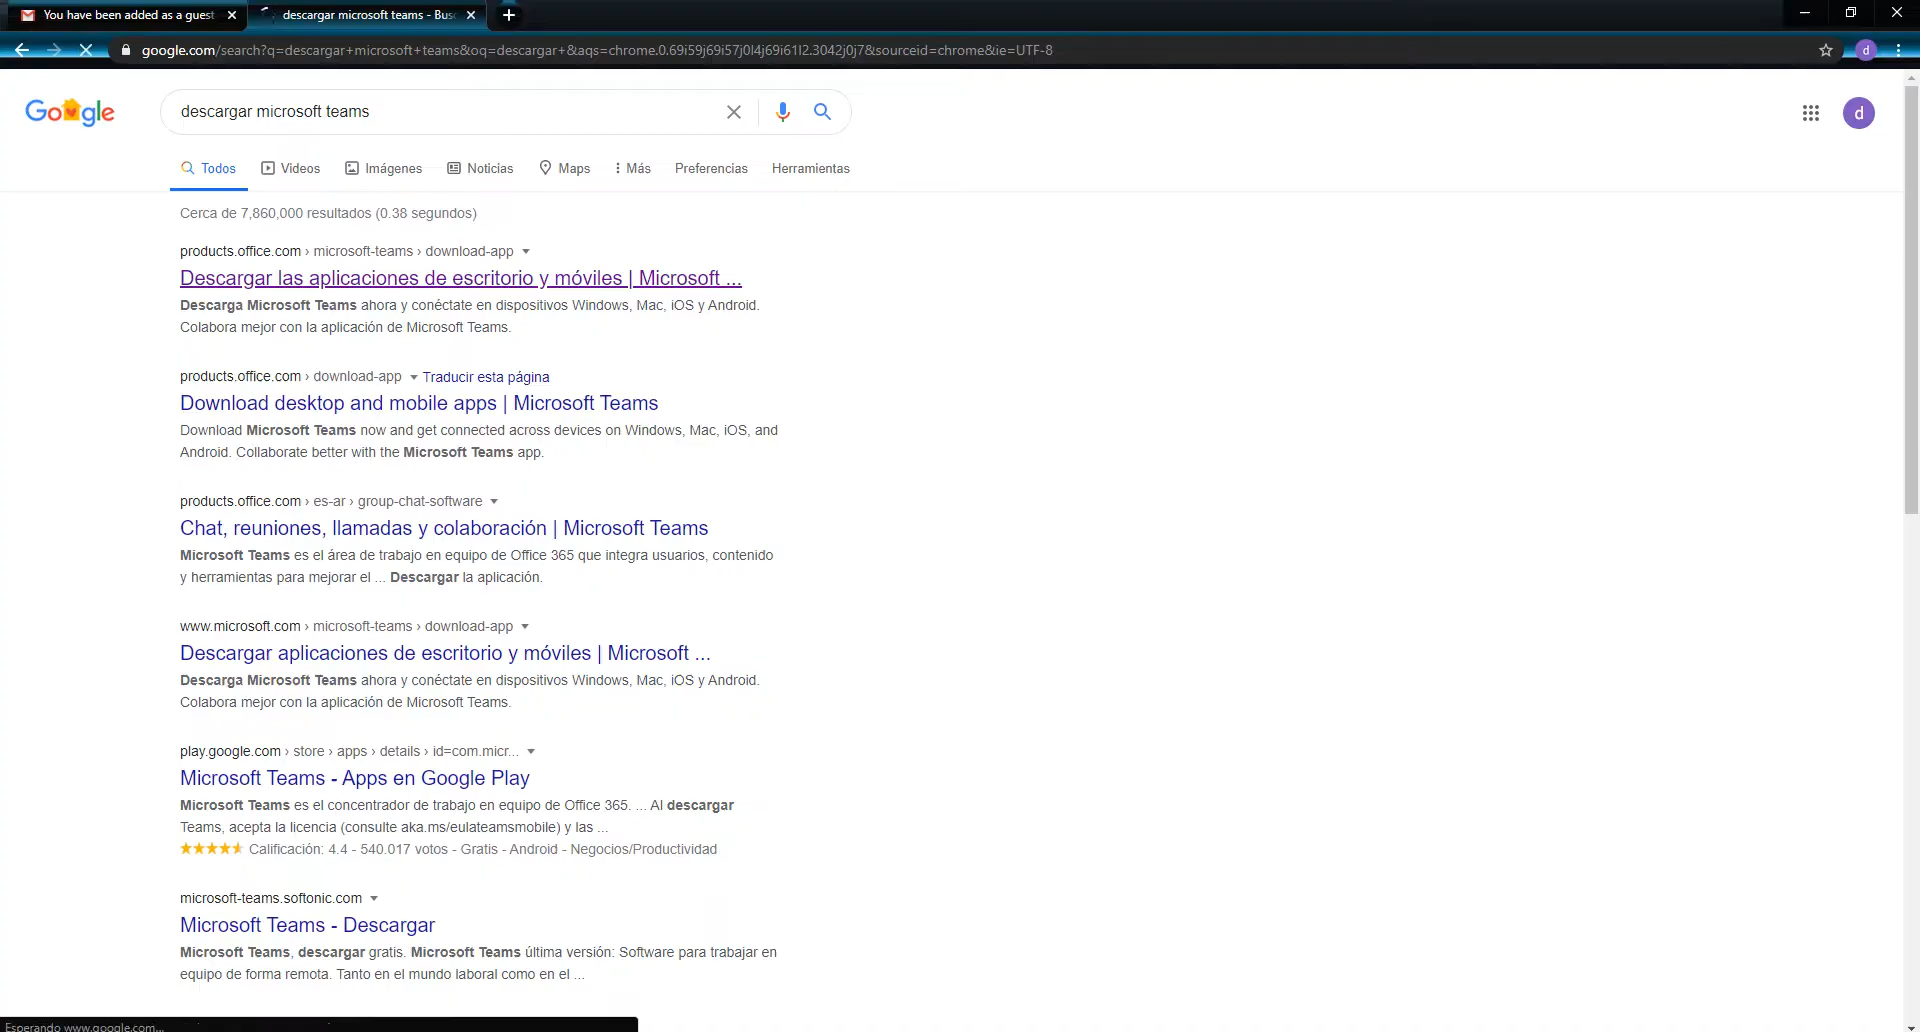 You have been added as a guest
descargar microsoft teams - Bus
google.com/search?q=descargar+microsoft+teams&oq=descargar+&aqs=chrome.0.69i59j69i57j0l4j69i61l2.3042j0j7&sourceid=chrome&ie=UTF-8
d
Google
descargar microsoft teams
d
Todos
Videos
Imágenes
Noticias
Maps
Más
Preferencias
Herramientas
Cerca de 7,860,000 resultados (0.38 segundos)
products.office.com › microsoft-teams › download-app
Descargar las aplicaciones de escritorio y móviles | Microsoft ...
Descarga Microsoft Teams ahora y conéctate en dispositivos Windows, Mac, iOS y Android.
Colabora mejor con la aplicación de Microsoft Teams.
products.office.com › download-app Traducir esta página
Download desktop and mobile apps | Microsoft Teams
Download Microsoft Teams now and get connected across devices on Windows, Mac, iOS, and
Android. Collaborate better with the Microsoft Teams app.
products.office.com › es-ar › group-chat-software
Chat, reuniones, llamadas y colaboración | Microsoft Teams
Microsoft Teams es el área de trabajo en equipo de Office 365 que integra usuarios, contenido
y herramientas para mejorar el ... Descargar la aplicación.
www.microsoft.com › microsoft-teams › download-app
Descargar aplicaciones de escritorio y móviles | Microsoft ...
Descarga Microsoft Teams ahora y conéctate en dispositivos Windows, Mac, iOS y Android.
Colabora mejor con la aplicación de Microsoft Teams.
play.google.com › store › apps › details › id=com.micr...
Microsoft Teams - Apps en Google Play
Microsoft Teams es el concentrador de trabajo en equipo de Office 365. ... Al descargar
Teams, acepta la licencia (consulte aka.ms/eulateamsmobile) y las ...
Calificación: 4.4 - 540.017 votos - Gratis - Android - Negocios/Productividad
microsoft-teams.softonic.com
Microsoft Teams - Descargar
Microsoft Teams, descargar gratis. Microsoft Teams última versión: Software para trabajar en
equipo de forma remota. Tanto en el mundo laboral como en el ...
Esperando www.google.com...